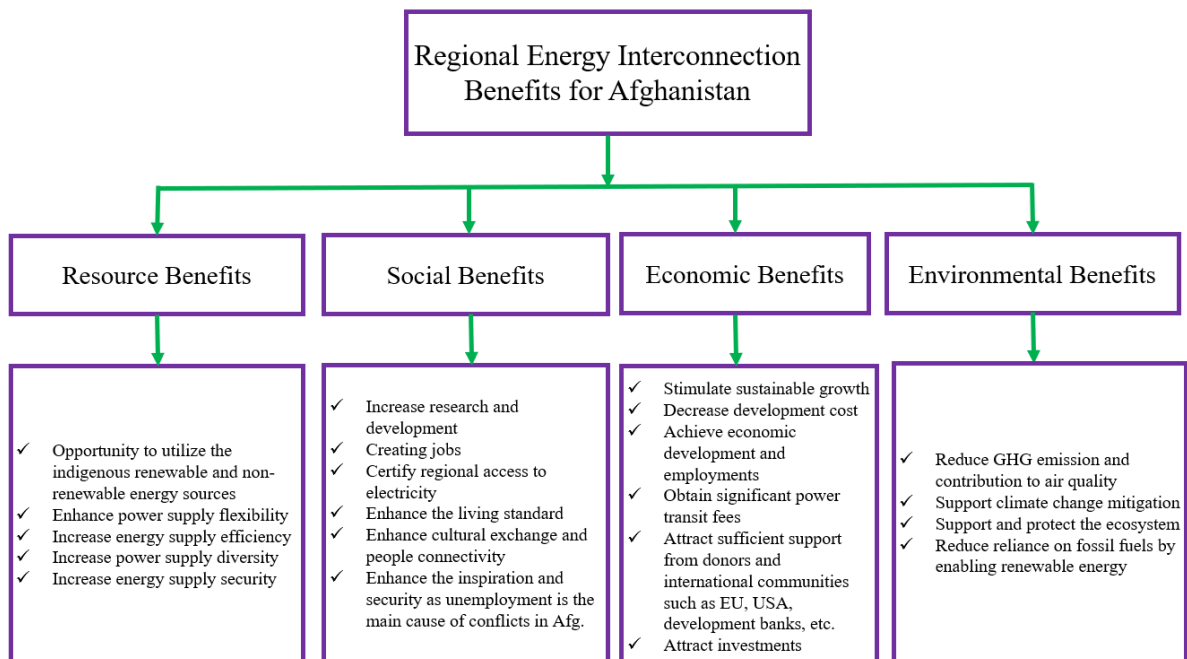 Regional Energy Interconnection
Benefits for Afghanistan
Resource Benefits
Social Benefits
Economic Benefits
Environmental Benefits
✓ Opportunity to utilize the
indigenous renewable and non-
renewable energy sources
✓ Enhance power supply flexibility
✓ Increase energy supply efficiency
✓ Increase power supply diversity
✓ Increase energy supply security
✓ Increase research and
development
✓ Creating jobs
✓ Certify regional access to
electricity
✓ Enhance the living standard
✓ Enhance cultural exchange and
people connectivity
✓ Enhance the inspiration and
security as unemployment is the
main cause of conflicts in Afg.
✓ Stimulate sustainable growth
✓ Decrease development cost
✓ Achieve economic
development and
employments
✓ Obtain significant power
transit fees
✓ Attract sufficient support
from donors and
international communities
such as EU, USA,
development banks, etc.
✓ Attract investments
✓ Reduce GHG emission and
contribution to air quality
✓ Support climate change mitigation
✓ Support and protect the ecosystem
✓ Reduce reliance on fossil fuels by
enabling renewable energy